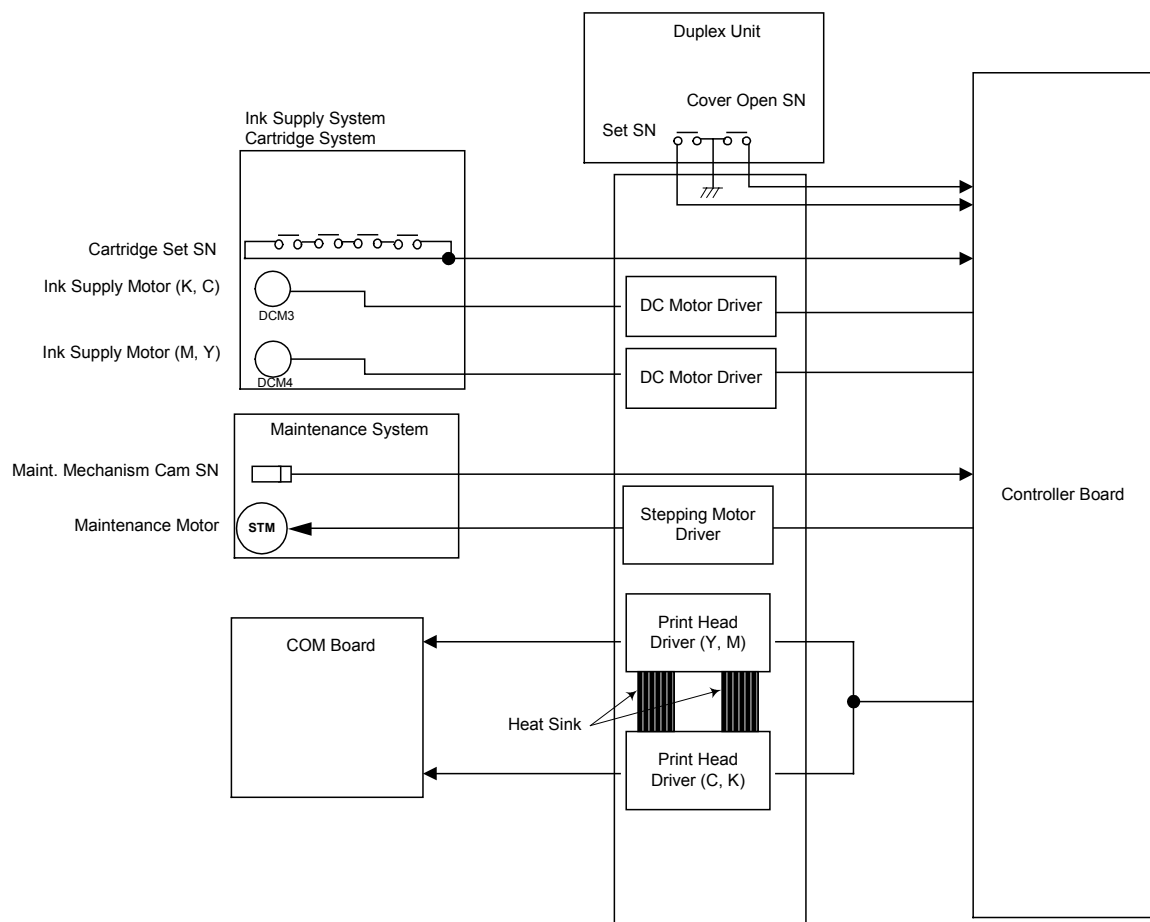 Duplex Unit
Cover Open SN
Set SN
Ink Supply System
Cartridge System
Cartridge Set SN
Ink Supply Motor (K, C)
DCM3
DC Motor Driver
Ink Supply Motor (M, Y)
DCM4
DC Motor Driver
Maintenance System
Maint. Mechanism Cam SN
Controller Board
Maintenance Motor
STM
Stepping Motor
Driver
Print Head
Driver (Y, M)
COM Board
Heat Sink
Print Head
Driver (C, K)